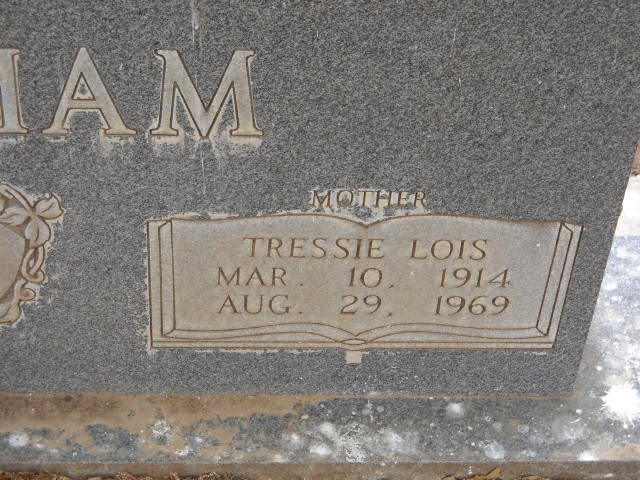 IAM
MOTHER
TRESSIE LOIS
MAR. 10, 1914
AUG. 29, 1969